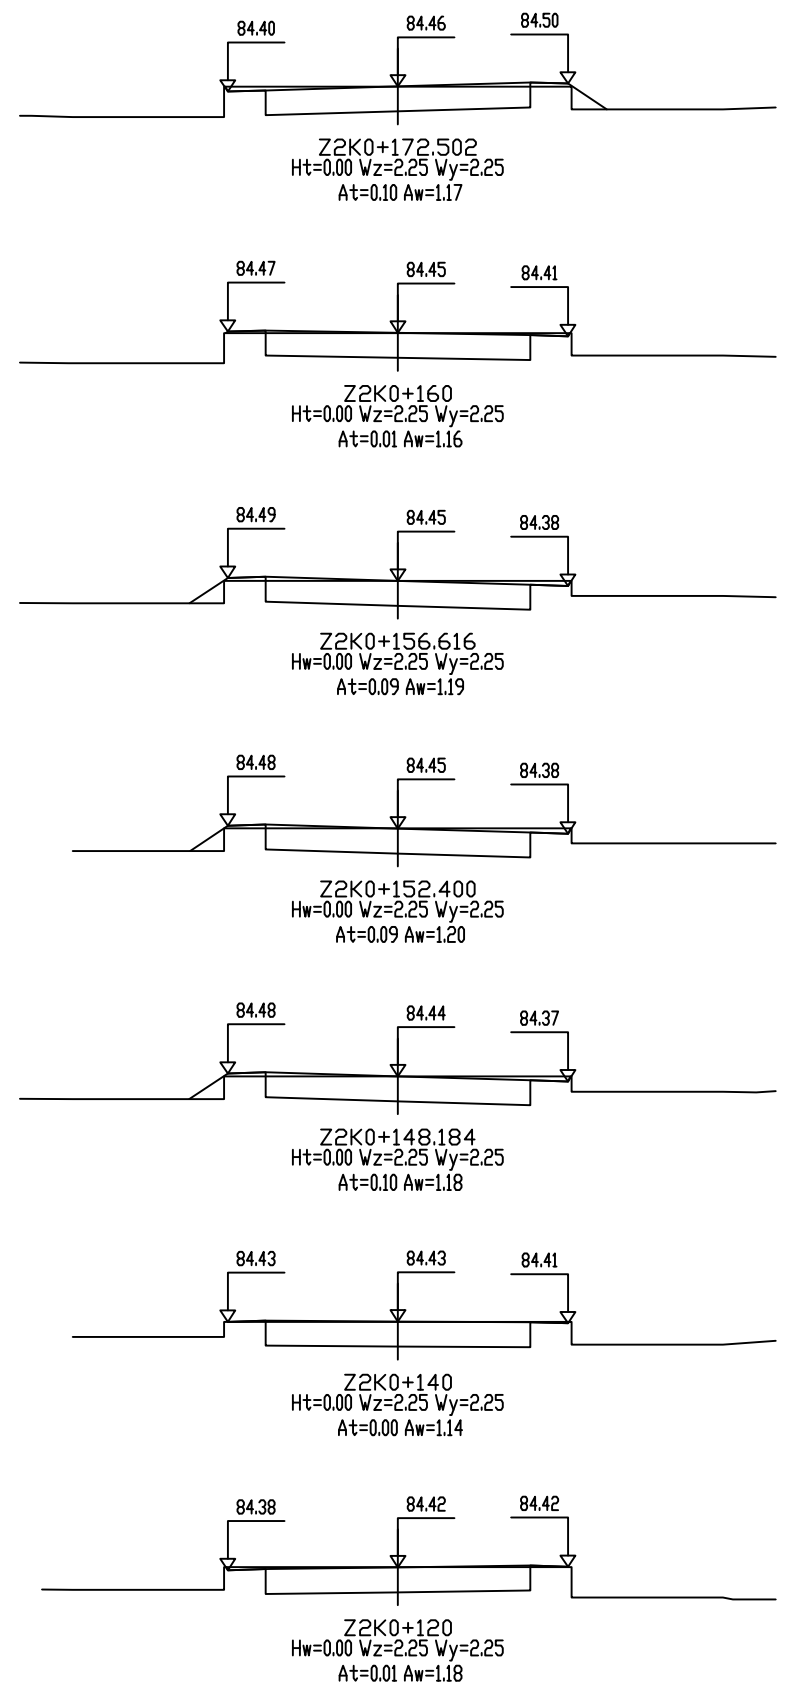 84.40 84.46 84.50
Z2K0+172.502
Ht=0.00 Wz=2.25 Wy=2.25
At=0.10 Aw=1.17
84.47 84.45 84.41
Z2K0+160
Ht=0.00 Wz=2.25 Wy=2.25
At=0.01 Aw=1.16
84.49 84.45 84.38
Z2K0+156.616
Hw=0.00 Wz=2.25 Wy=2.25
At=0.09 Aw=1.19
84.48 84.45 84.38
Z2K0+152.400
Hw=0.00 Wz=2.25 Wy=2.25
At=0.09 Aw=1.20
84.48 84.44 84.37
Z2K0+148.184
Ht=0.00 Wz=2.25 Wy=2.25
At=0.10 Aw=1.18
84.43 84.43 84.41
Z2K0+140
Ht=0.00 Wz=2.25 Wy=2.25
At=0.00 Aw=1.14
84.38 84.42 84.42
Z2K0+120
Hw=0.00 Wz=2.25 Wy=2.25
At=0.01 Aw=1.18